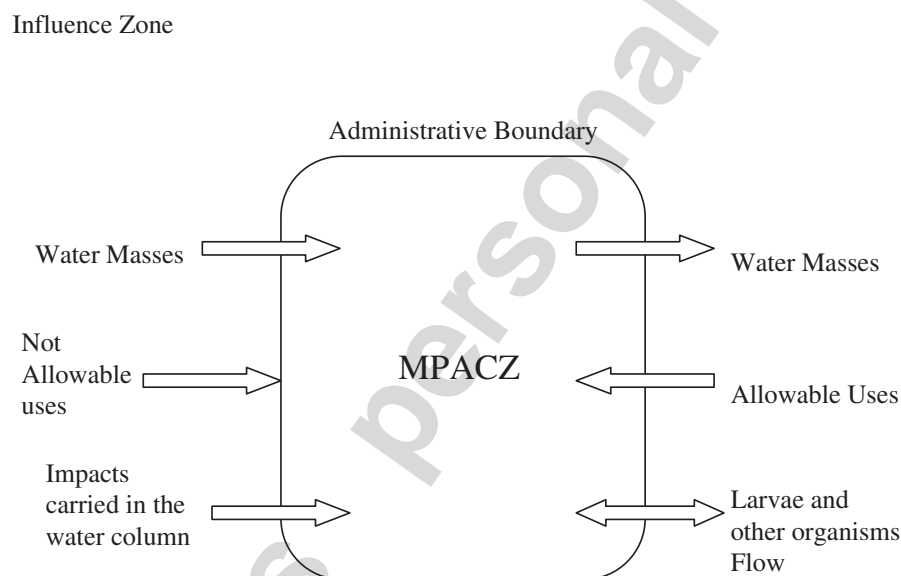 Influence Zone
Administrative Boundary
Water Masses
Water Masses
Not
Allowable
uses
MPACZ
Allowable Uses
Impacts
carried in the
water column
Larvae and
other organisms
Flow
personal
s